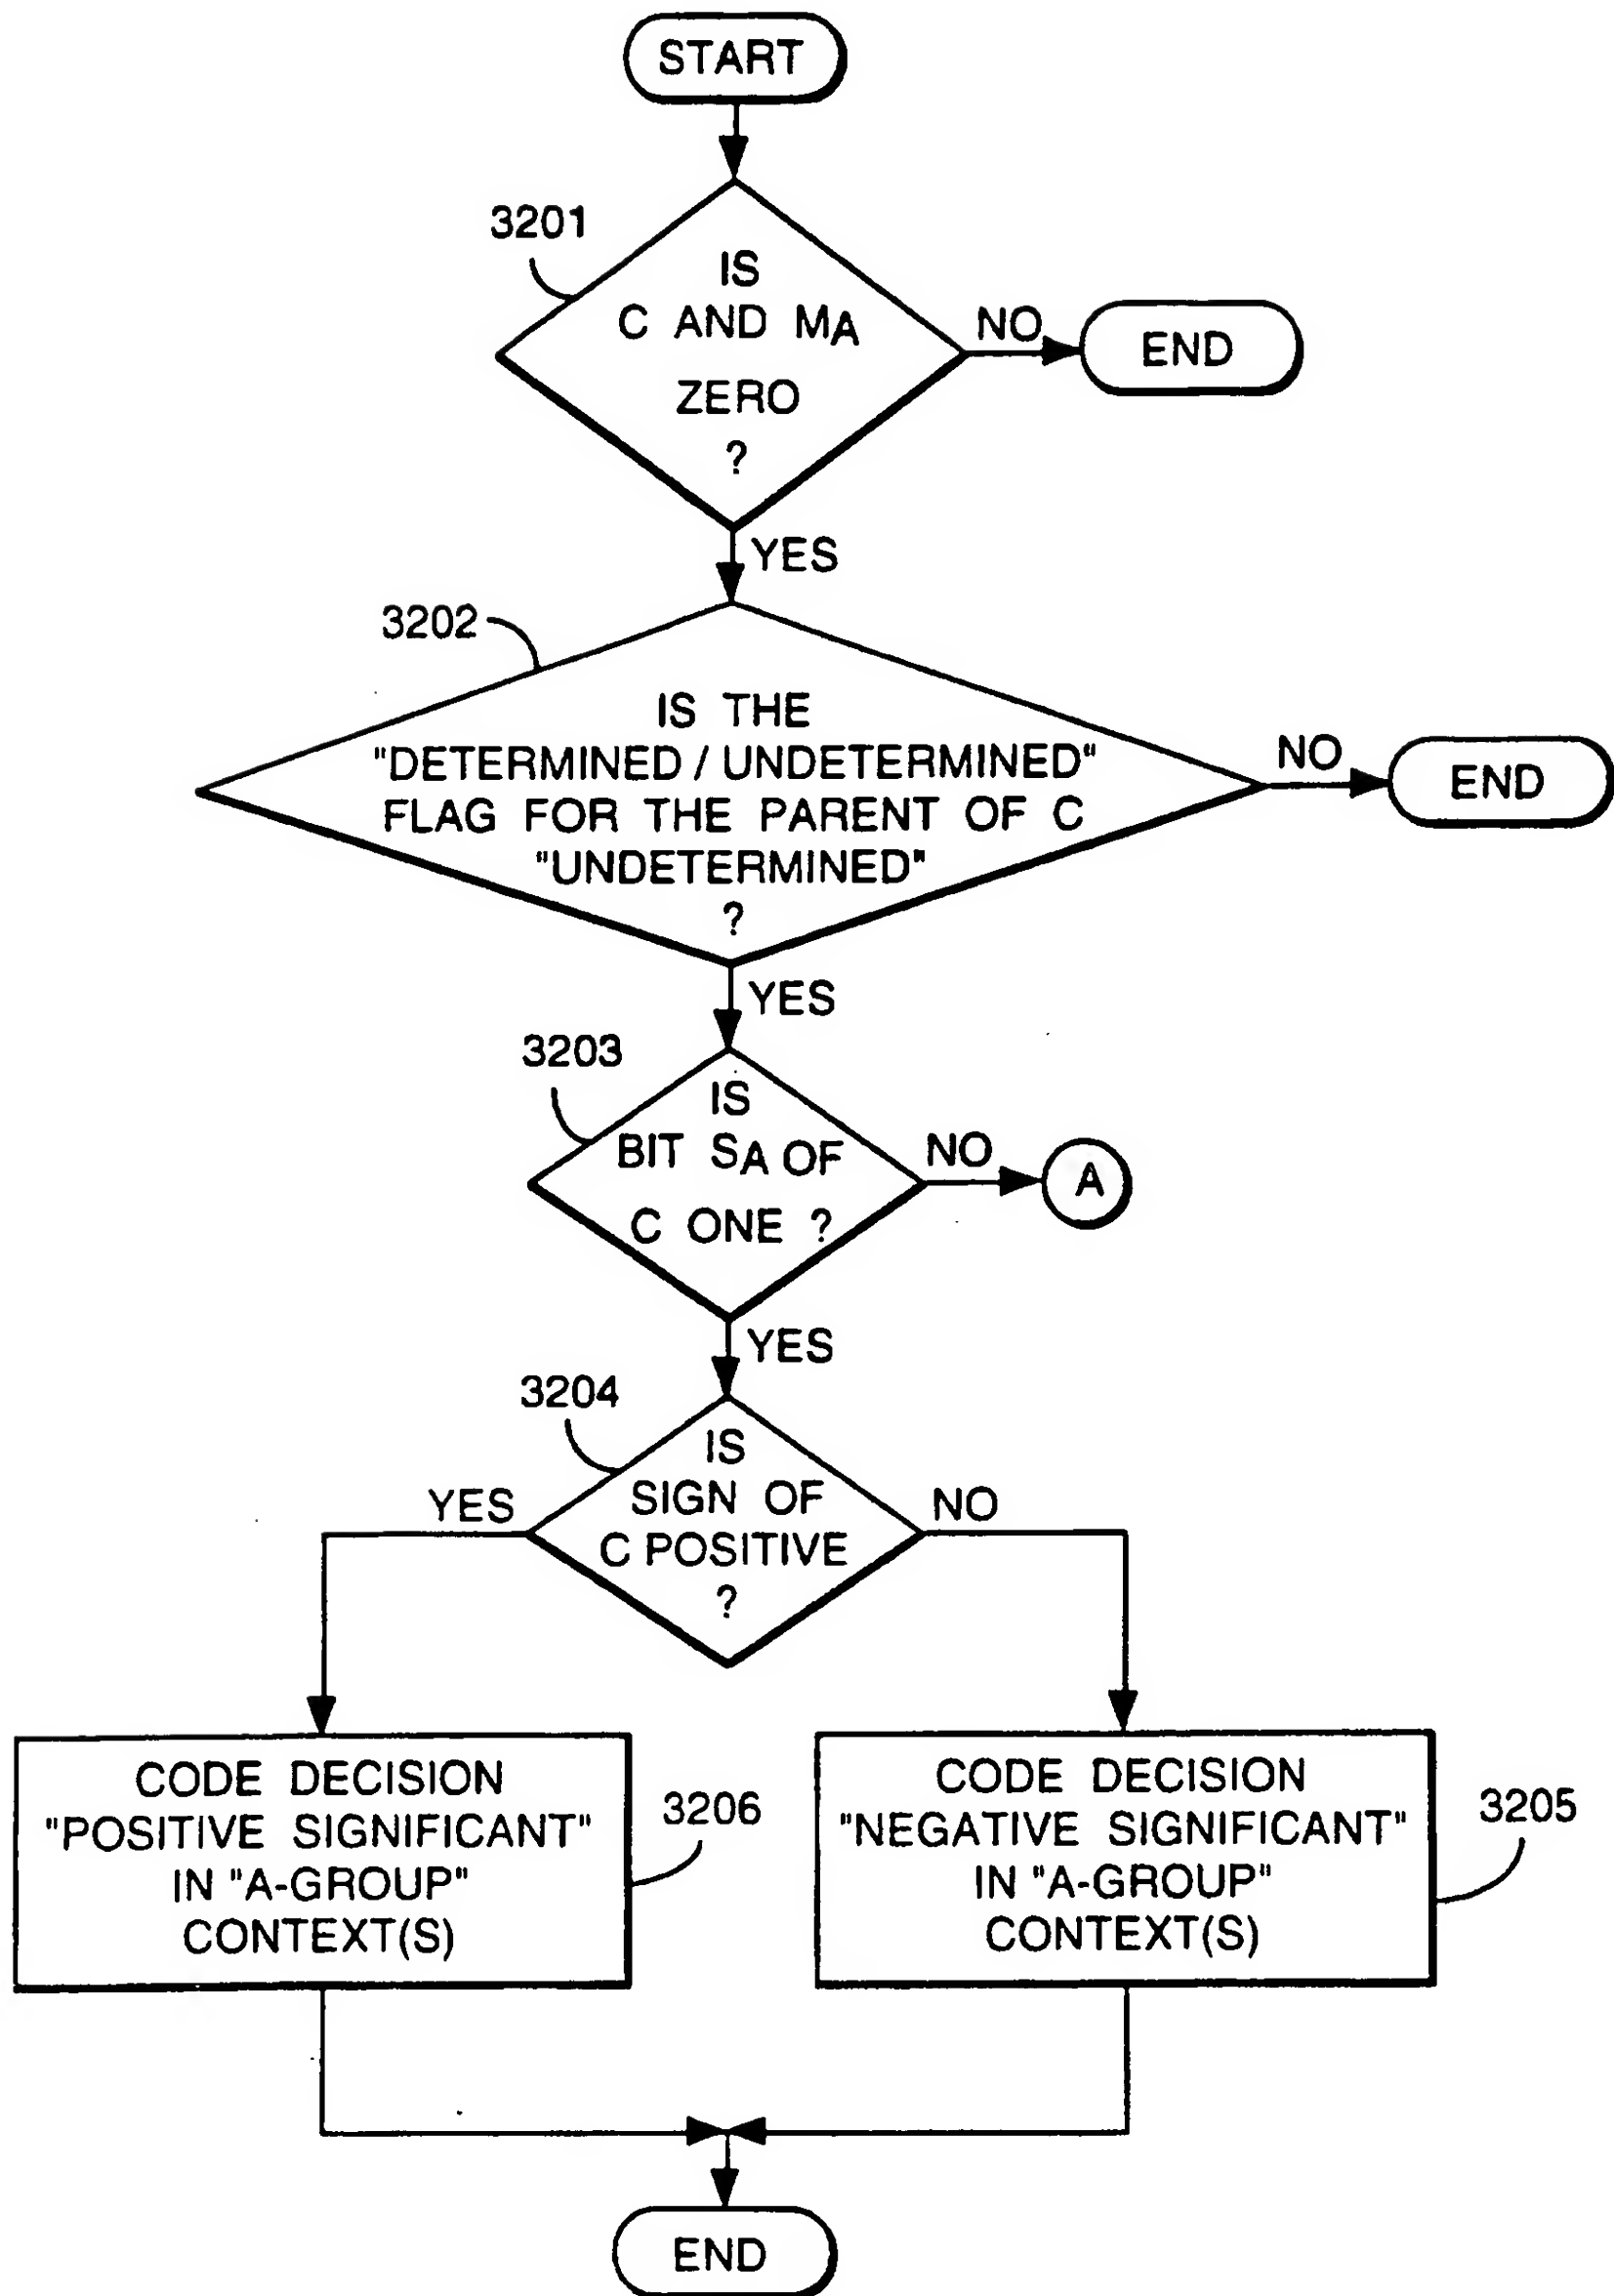 START
3201
IS
C AND MA
ZERO
?
NO
END
YES
3202
IS THE
"DETERMINED / UNDETERMINED"
FLAG FOR THE PARENT OF C
"UNDETERMINED"
?
NO
END
YES
3203
IS
BIT SA OF
C ONE ?
NO
A
YES
3204
IS
SIGN OF
C POSITIVE
?
YES
NO
CODE DECISION
"POSITIVE SIGNIFICANT"
IN "A-GROUP"
CONTEXT(S)
3206
CODE DECISION
"NEGATIVE SIGNIFICANT"
IN "A-GROUP"
CONTEXT(S)
3205
END